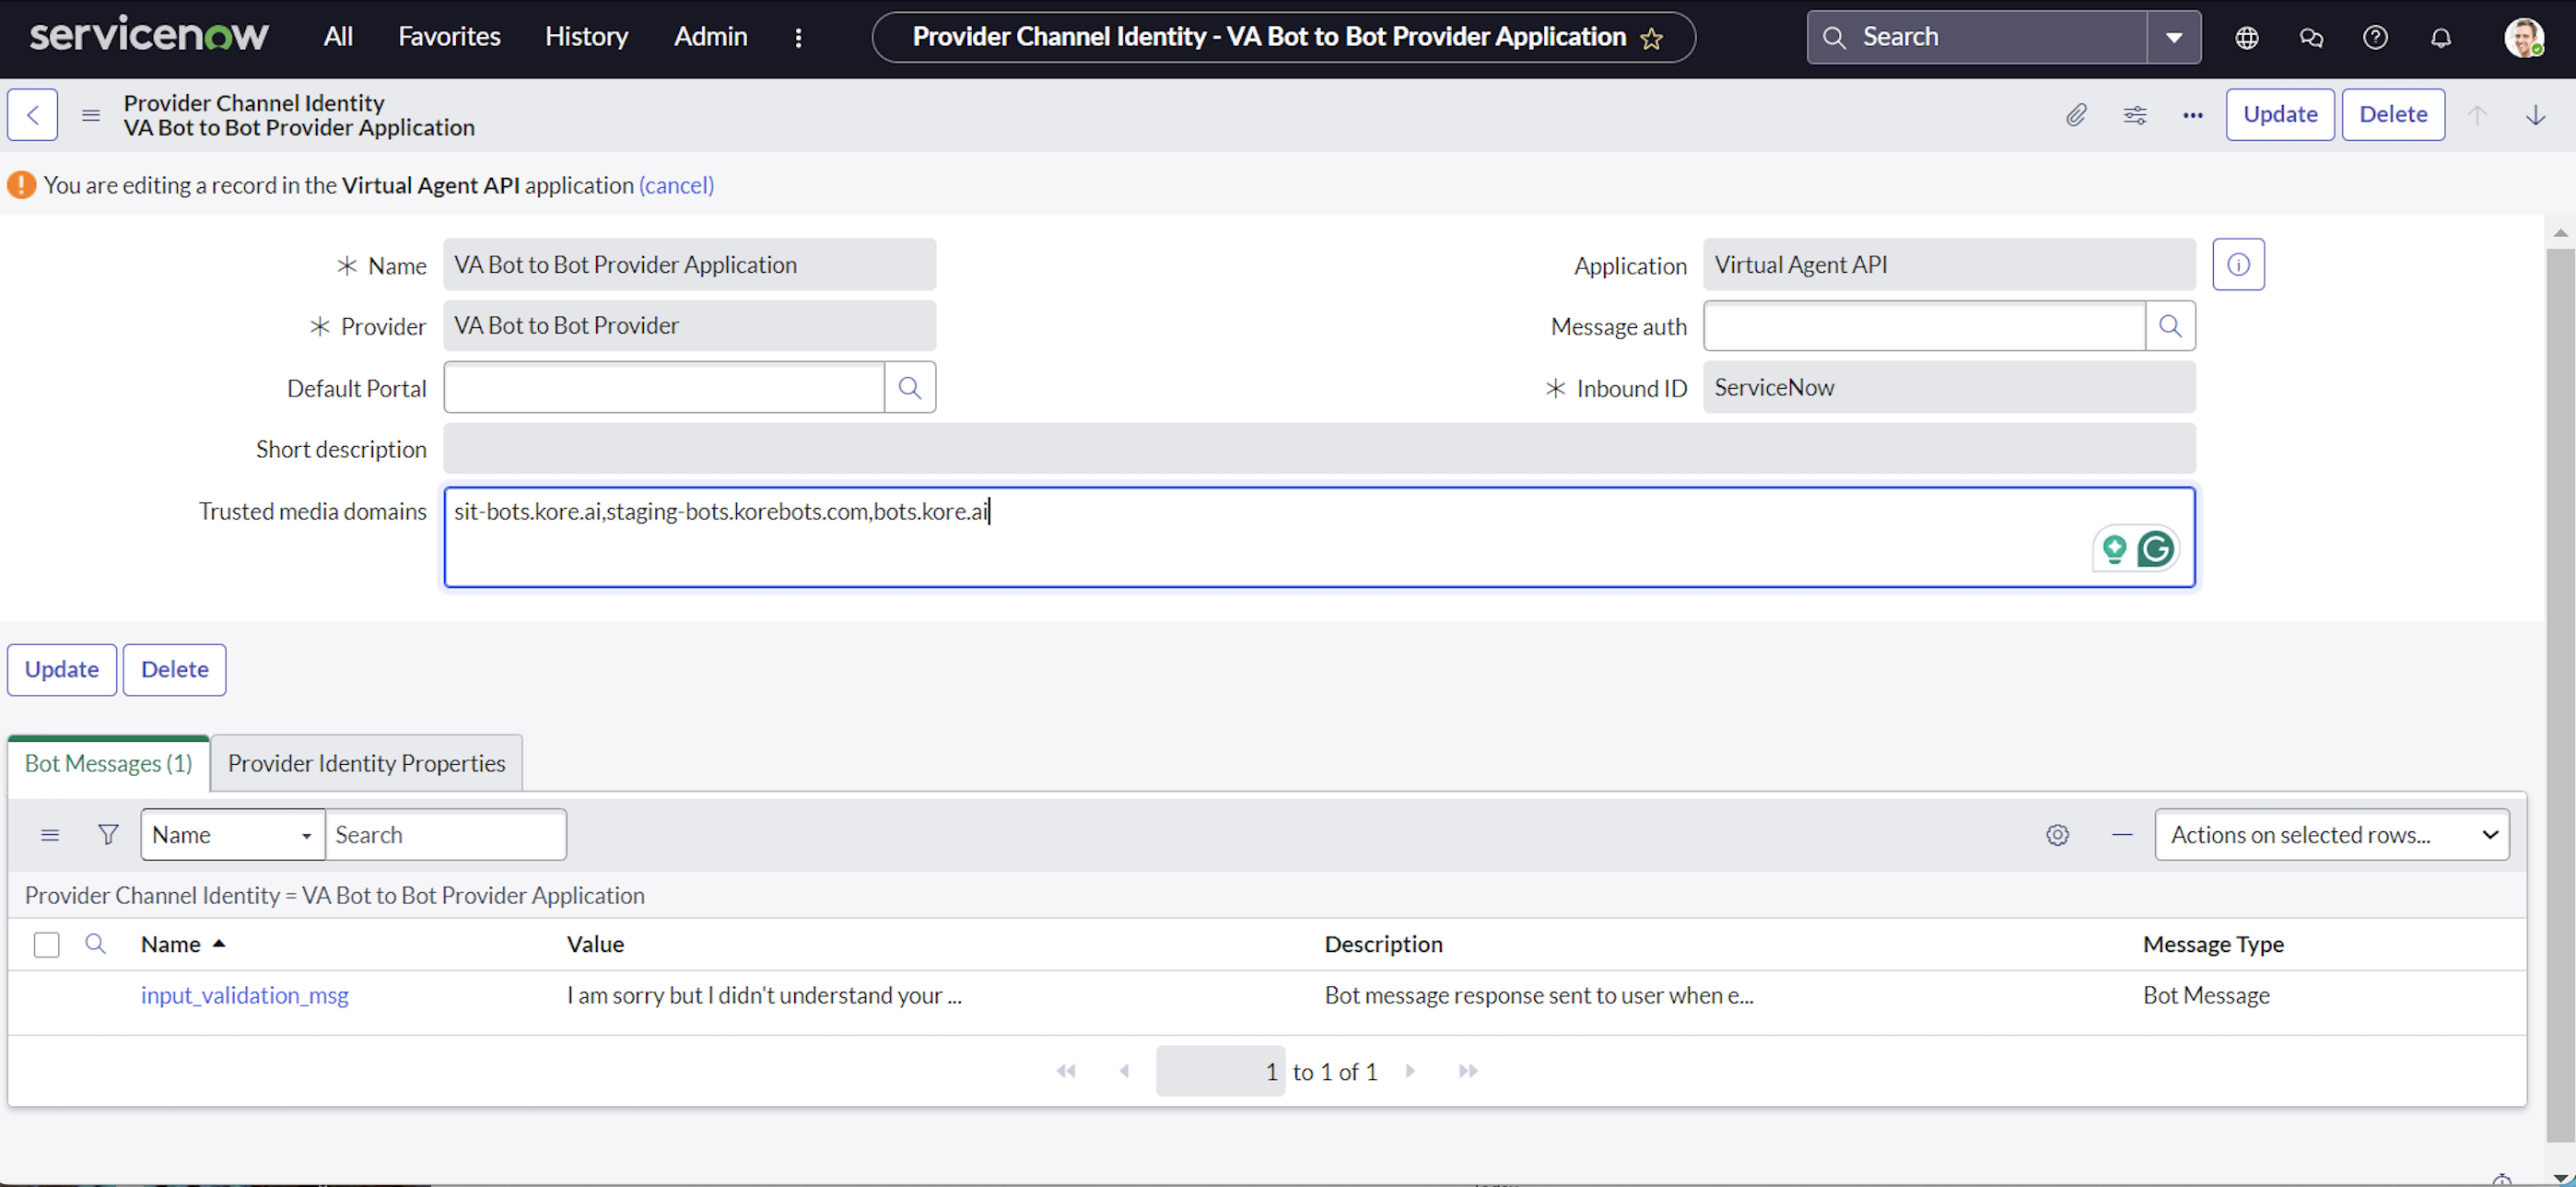 servicenow All Favorites History Admin Provider Channel Identity - VA Bot to Bot Provider Application Search
Provider Channel Identity
VA Bot to Bot Provider Application
Update Delete
You are editing a record in the Virtual Agent API application (cancel)
Name VA Bot to Bot Provider Application Application Virtual Agent API
Provider VA Bot to Bot Provider Message auth
Default Portal Inbound ID ServiceNow
Short description
Trusted media domains sit-bots.kore.ai,staging-bots.korebots.com,bots.kore.ai
Update Delete
Bot Messages (1) Provider Identity Properties
Name Search Actions on selected rows...
Provider Channel Identity = VA Bot to Bot Provider Application
Name Value Description Message Type
input_validation_msg I am sorry but I didn't understand your ... Bot message response sent to user when e... Bot Message
1 to 1 of 1